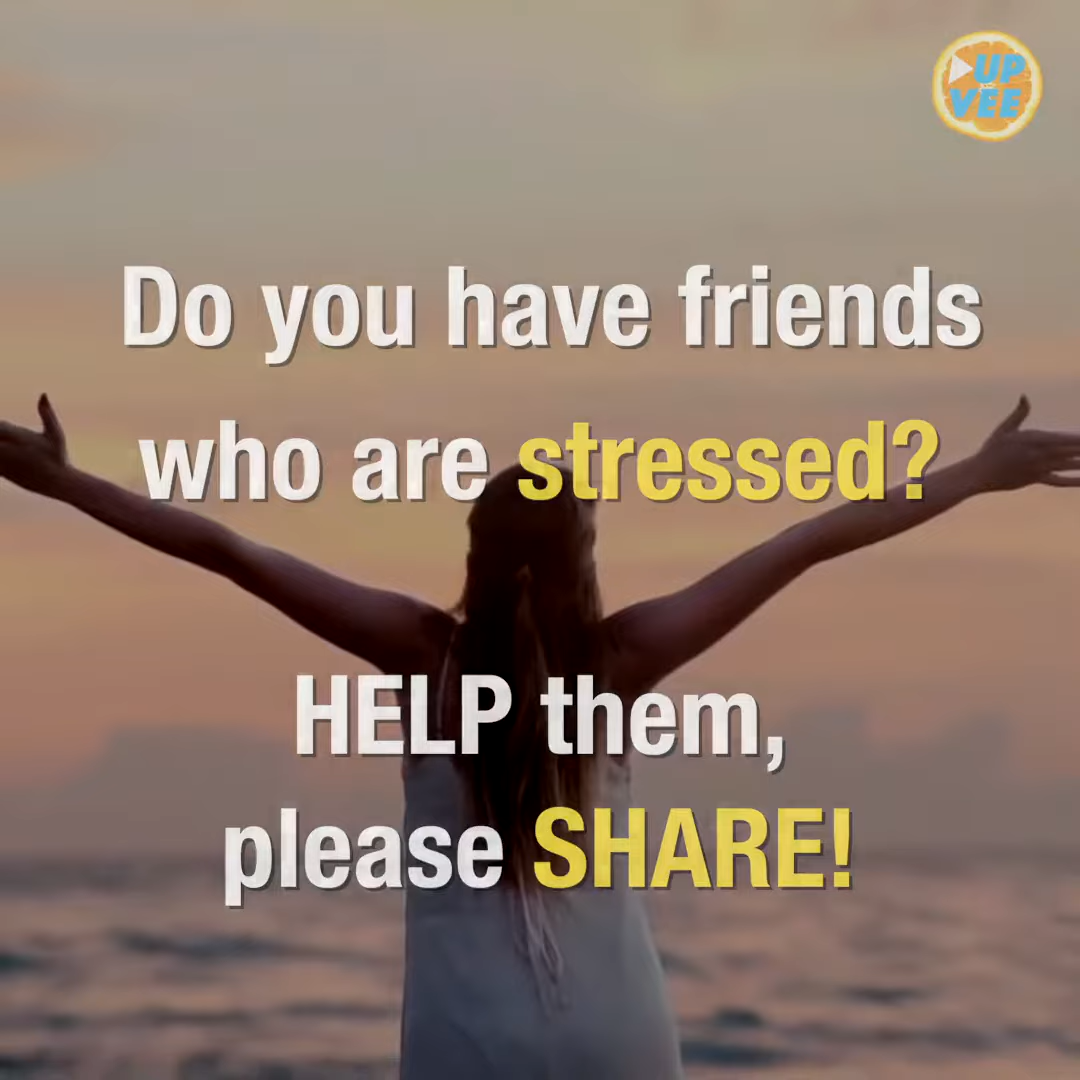 UP
VEE
Do you have friends
who are stressed?
HELP them,
please SHARE!